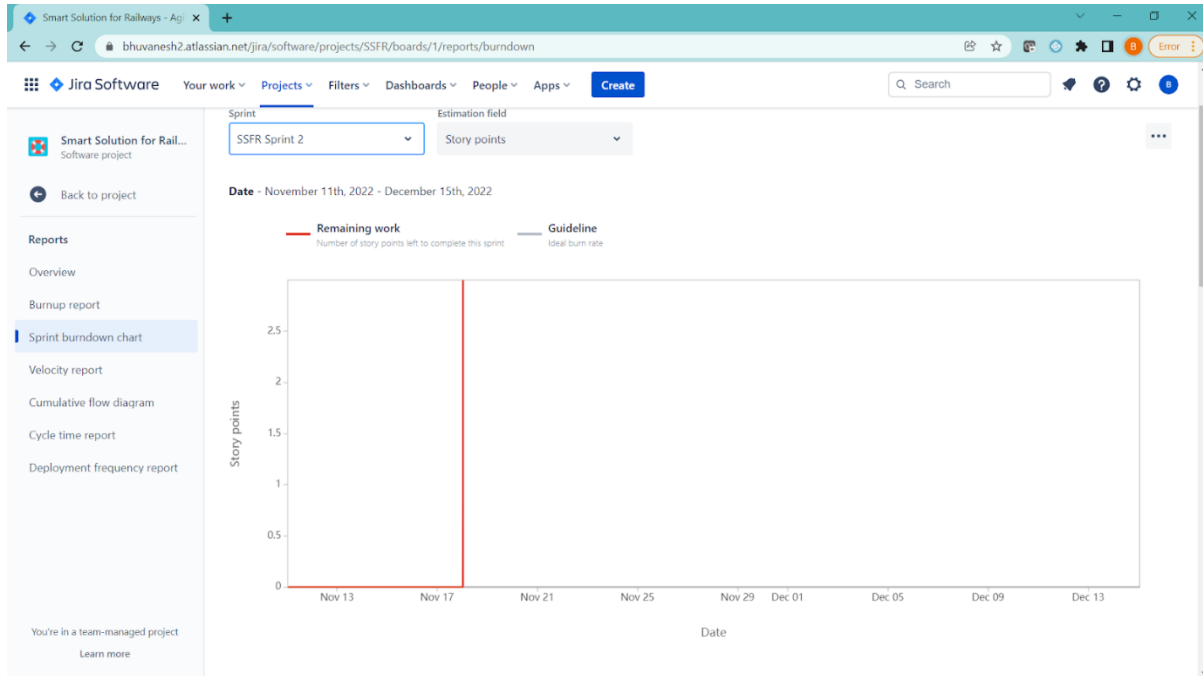 Smart Solution for Railways - Agi
bhuvanesh2.atlassian.net/jira/software/projects/SSFR/boards/1/reports/burndown
B
Error
Jira Software
Your work
Projects
Filters
Dashboards
People
Apps
Create
Search
B
Smart Solution for Rail...
Software project
Back to project
Reports
Overview
Burnup report
Sprint burndown chart
Velocity report
Cumulative flow diagram
Cycle time report
Deployment frequency report
You're in a team-managed project
Learn more
Sprint
Estimation field
SSFR Sprint 2
Story points
Date - November 11th, 2022 - December 15th, 2022
Remaining work
Number of story points left to complete this sprint
Guideline
Ideal burn rate
Story points
2.5
2
1.5
1
0.5
0
Nov 13
Nov 17
Nov 21
Nov 25
Nov 29
Dec 01
Dec 05
Dec 09
Dec 13
Date